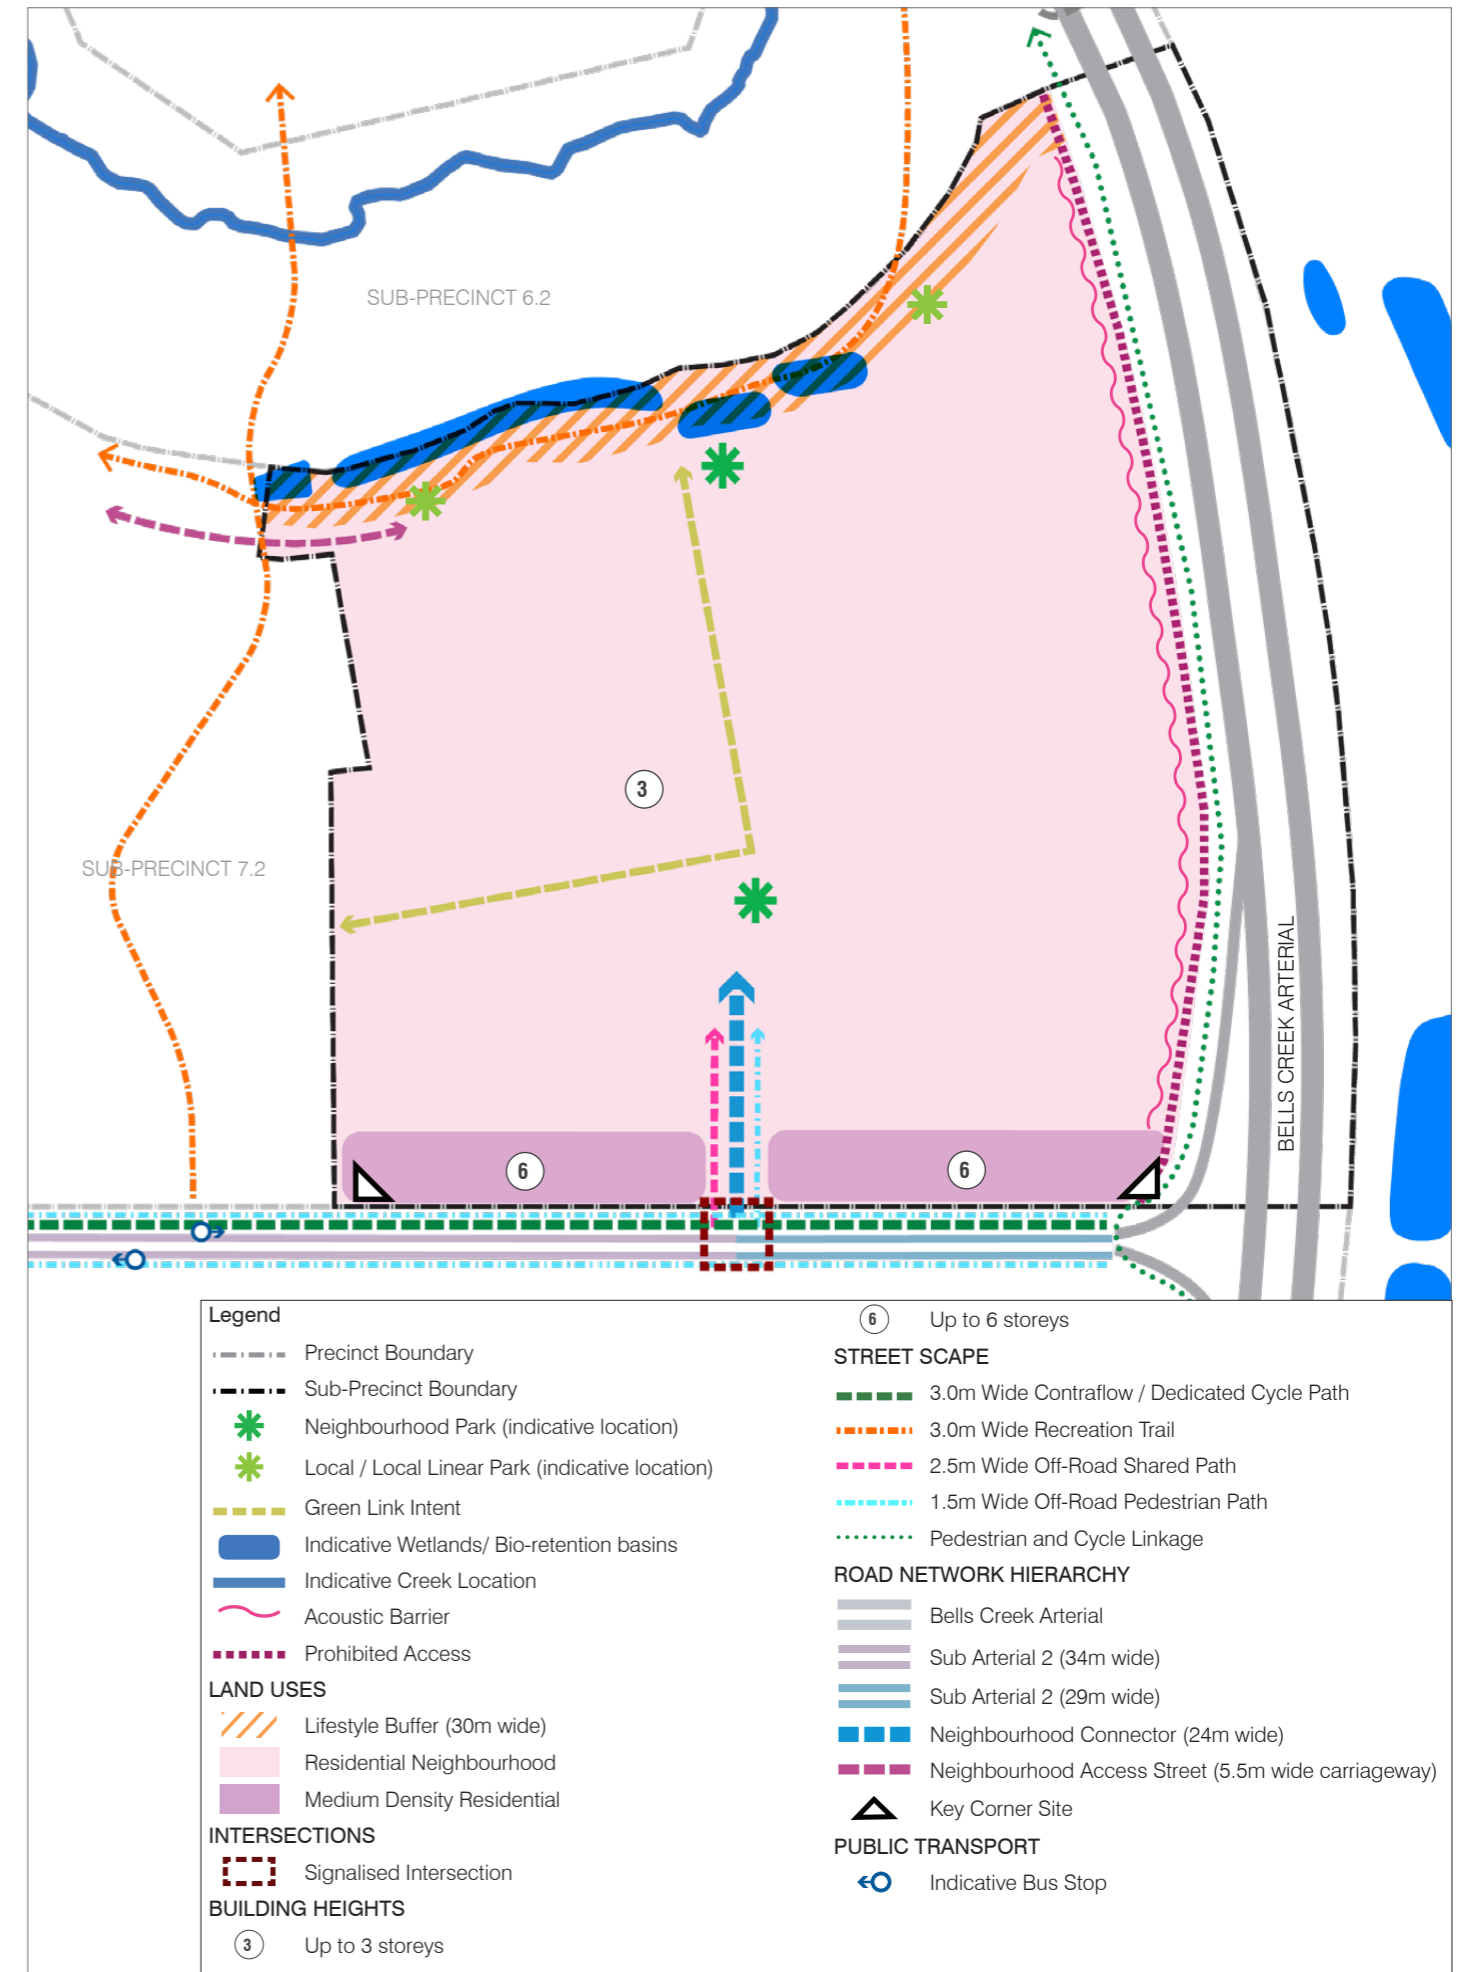 SUB-PRECINCT 6.2
3
SUB-PRECINCT 7.2
BELLS CREEK ARTERIAL
6
6
Legend
Precinct Boundary
Sub-Precinct Boundary
Neighbourhood Park (indicative location)
Local / Local Linear Park (indicative location)
Green Link Intent
Indicative Wetlands/ Bio-retention basins
Indicative Creek Location
Acoustic Barrier
Prohibited Access
LAND USES
Lifestyle Buffer (30m wide)
Residential Neighbourhood
Medium Density Residential
INTERSECTIONS
Signalised Intersection
BUILDING HEIGHTS
3 Up to 3 storeys
6 Up to 6 storeys
STREET SCAPE
3.0m Wide Contraflow / Dedicated Cycle Path
3.0m Wide Recreation Trail
2.5m Wide Off-Road Shared Path
1.5m Wide Off-Road Pedestrian Path
Pedestrian and Cycle Linkage
ROAD NETWORK HIERARCHY
Bells Creek Arterial
Sub Arterial 2 (34m wide)
Sub Arterial 2 (29m wide)
Neighbourhood Connector (24m wide)
Neighbourhood Access Street (5.5m wide carriageway)
Key Corner Site
PUBLIC TRANSPORT
Indicative Bus Stop